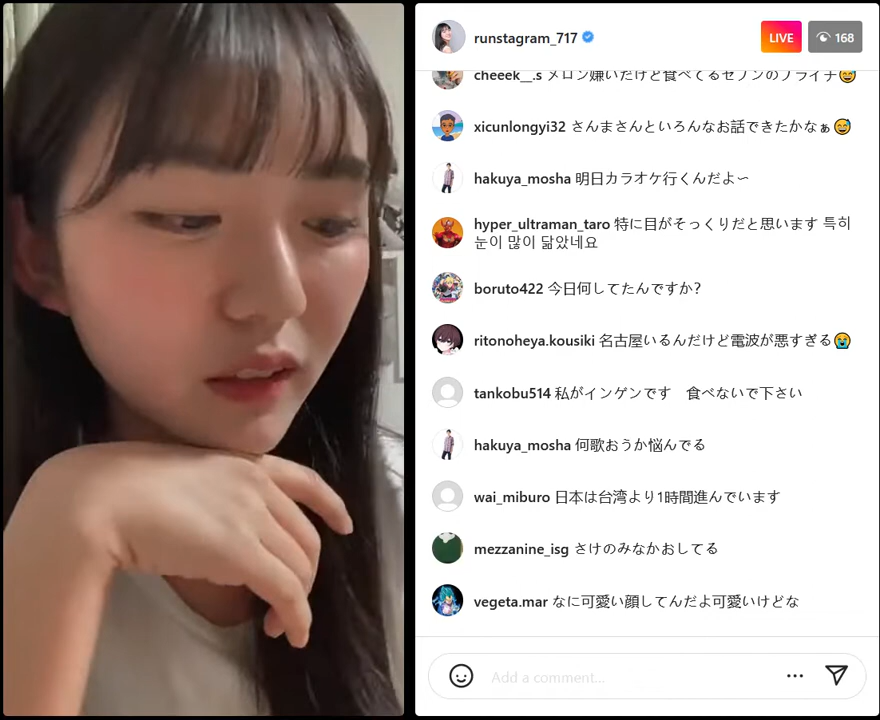 runstagram_717
LIVE
168
cheeek__.s メロン嫌いだけど食べてるセブンのプライチ😅
xicunlongyi32 さんまさんといろんなお話できたかなぁ😅
hakuya_mosha 明日カラオケ行くんだよ〜
hyper_ultraman_taro 特に目がそっくりだと思います 특히
눈이 많이 닮았네요
boruto422 今日何してたんですか?
ritonoheya.kousiki 名古屋いるんだけど電波が悪すぎる😭
tankobu514 私がインゲンです　食べないで下さい
hakuya_mosha 何歌おうか悩んでる
wai_miburo 日本は台湾より1時間進んでいます
mezzanine_isg さけのみなかおしてる
vegeta.mar なに可愛い顔してんだよ可愛いけどな
Add a comment...